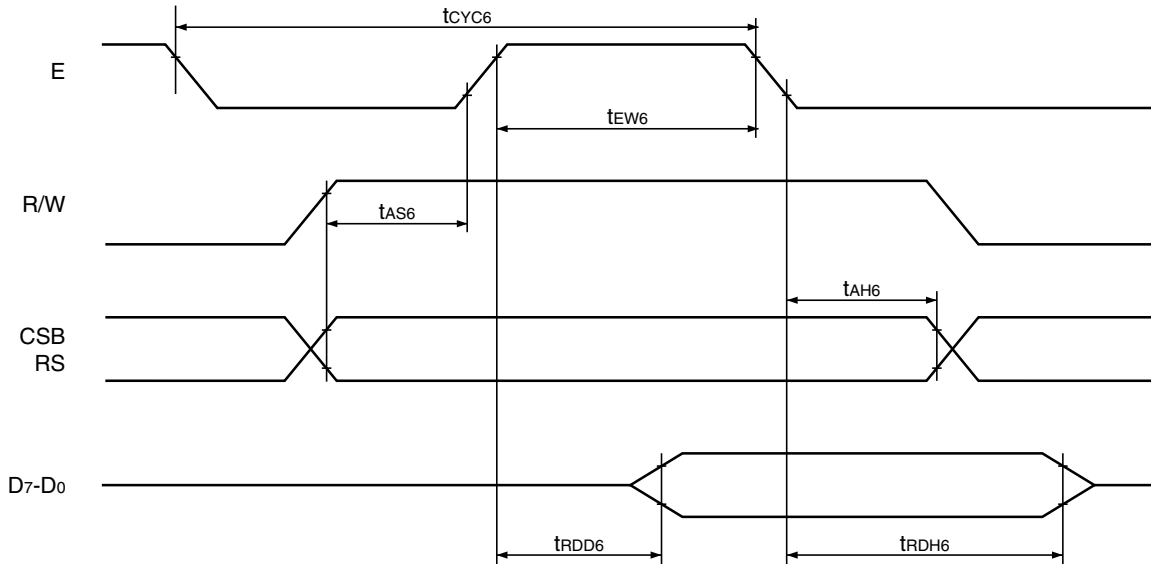 tCYC6
E
tEW6
R/W
tAS6
tAH6
CSB
RS
D7-D0
tRDD6
tRDH6